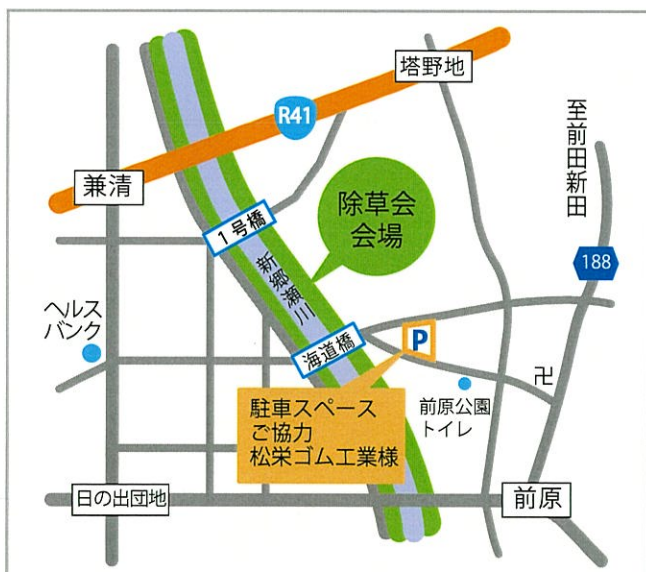 塔野地
R41
至前田新田
兼清
除草会
会場
1号橋
188
新郷瀬川
ヘルス
バンク
P
海道橋
卍
駐車スペース
ご協力
松栄ゴム工業様
前原公園
トイレ
日の出団地
前原